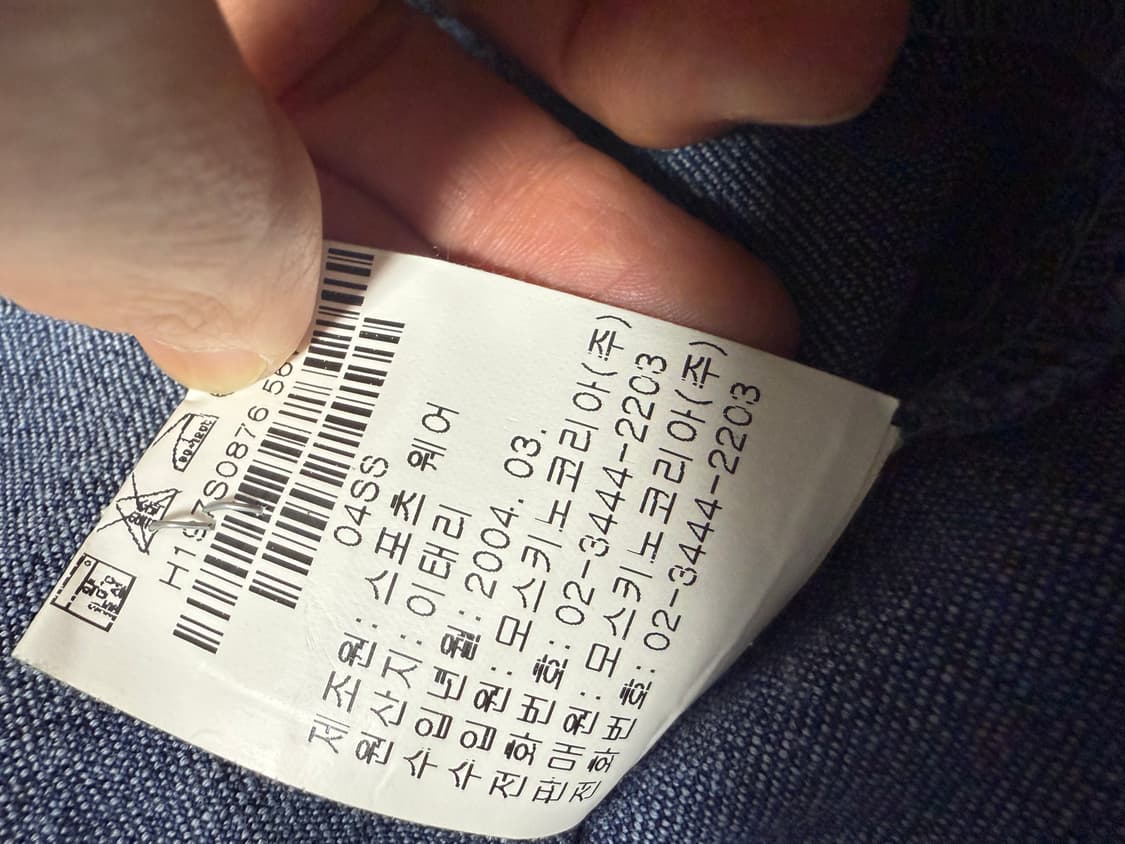 04SS
제 조 원 : 스포츠 웨어
원 산 지 : 이태리
수입년월: 2004. 03.
수 입 원 : 모스키노코리아(주)
전화번호: 02-3444-2203
판 매 원 : 모스키노코리아(주)
전화번호: 02-3444-2203